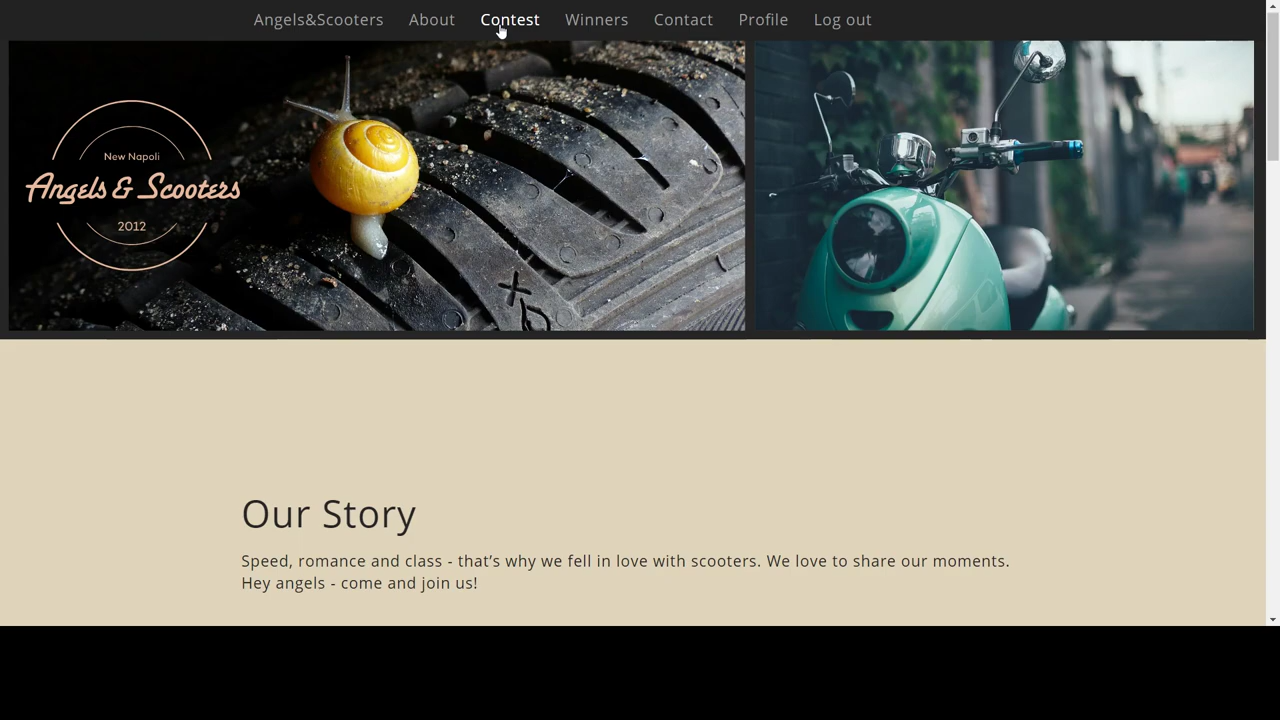 Angels&Scooters About Contest Winners Contact Profile Log out
New Napoli
Angels & Scooters
2012
Our Story
Speed, romance and class - that’s why we fell in love with scooters. We love to share our moments.
Hey angels - come and join us!